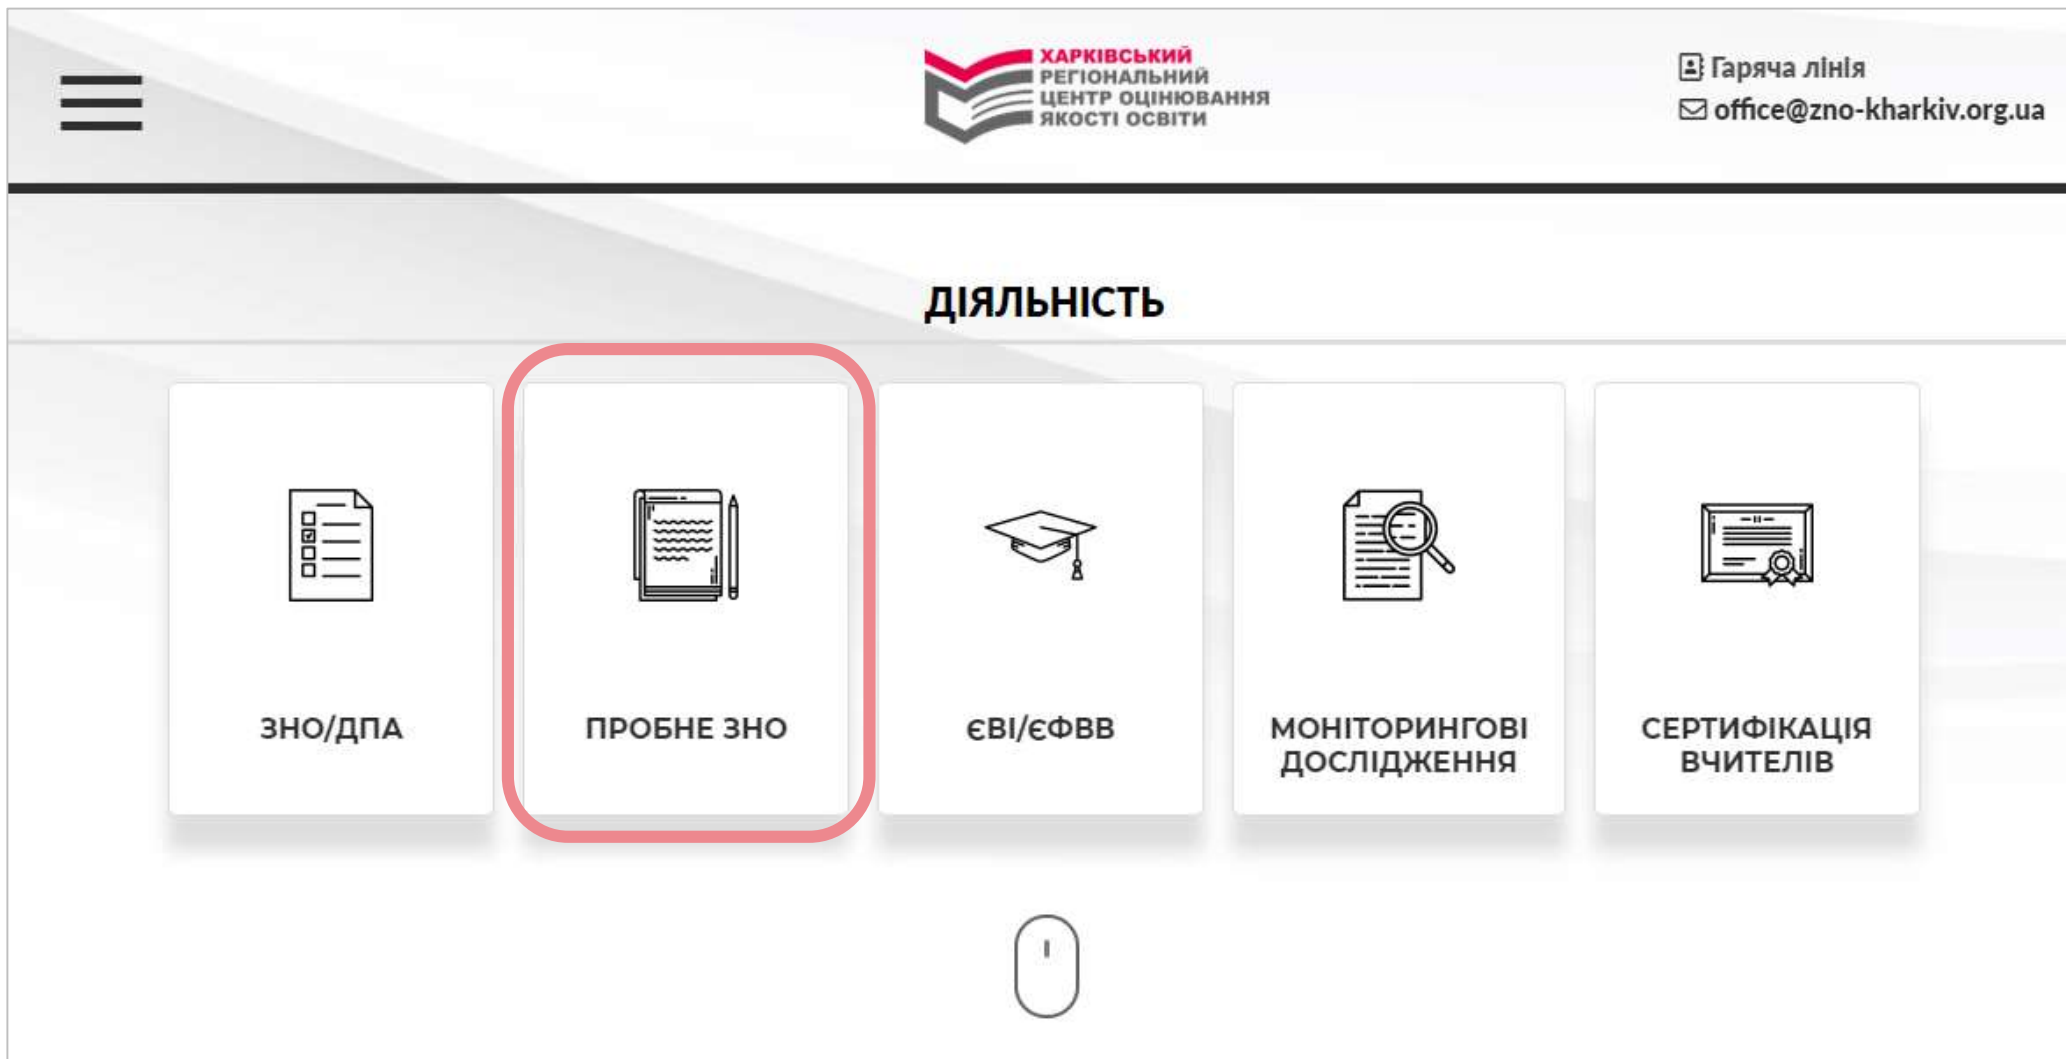 ХАРКІВСЬКИЙ
РЕГІОНАЛЬНИЙ
ЦЕНТР ОЦІНЮВАННЯ
ЯКОСТІ ОСВІТИ
Гаряча лінія
office@zno-kharkiv.org.ua
ДІЯЛЬНІСТЬ
ЗНО/ДПА
ПРОБНЕ ЗНО
ЄВІ/ЄФВВ
МОНІТОРИНГОВІ
ДОСЛІДЖЕННЯ
СЕРТИФІКАЦІЯ
ВЧИТЕЛІВ